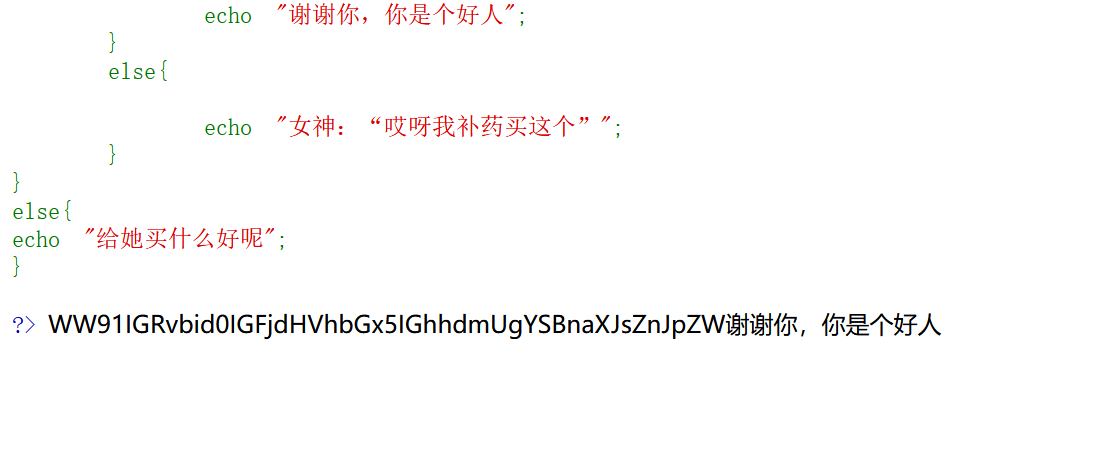 echo "谢谢你，你是个好人";
}
else{
echo "女神：“哎呀我补药买这个”";
}
}
else{
echo "给她买什么好呢";
}
?> WW91IGRvbid0IGFjdHVhbGx5IGhhdmUgYSBnaXJsZnJpZW谢谢你，你是个好人